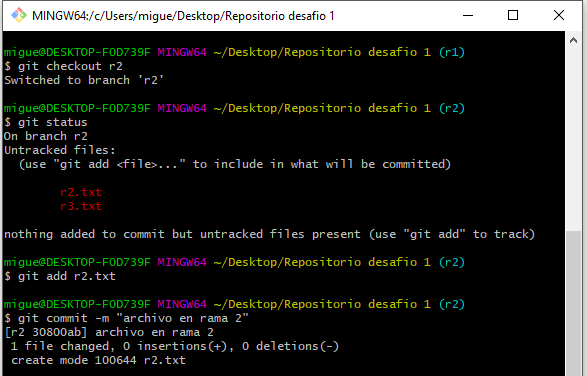 MINGW64:/c/Users/migue/Desktop/Repositorio desafio 1
migue@DESKTOP-FOD739F MINGW64 ~/Desktop/Repositorio desafio 1 (r1)
$ git checkout r2
Switched to branch 'r2'
migue@DESKTOP-FOD739F MINGW64 ~/Desktop/Repositorio desafio 1 (r2)
$ git status
On branch r2
Untracked files:
  (use "git add <file>..." to include in what will be committed)
        r2.txt
        r3.txt
nothing added to commit but untracked files present (use "git add" to track)
migue@DESKTOP-FOD739F MINGW64 ~/Desktop/Repositorio desafio 1 (r2)
$ git add r2.txt
migue@DESKTOP-FOD739F MINGW64 ~/Desktop/Repositorio desafio 1 (r2)
$ git commit -m "archivo en rama 2"
[r2 30800ab] archivo en rama 2
 1 file changed, 0 insertions(+), 0 deletions(-)
 create mode 100644 r2.txt